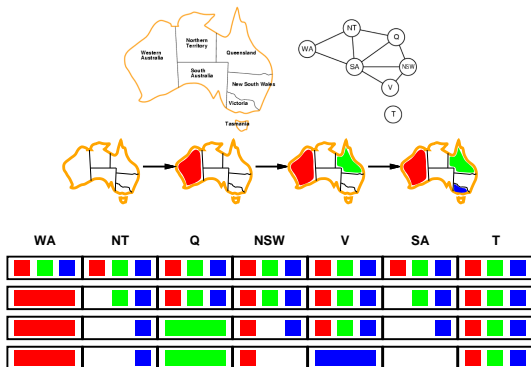 Northern
Territory
Western
Australia
Queensland
South
Australia
New South Wales
Victoria
Tasmania
NT
Q
WA
SA
NSW
V
T
WA NT Q NSW V SA T